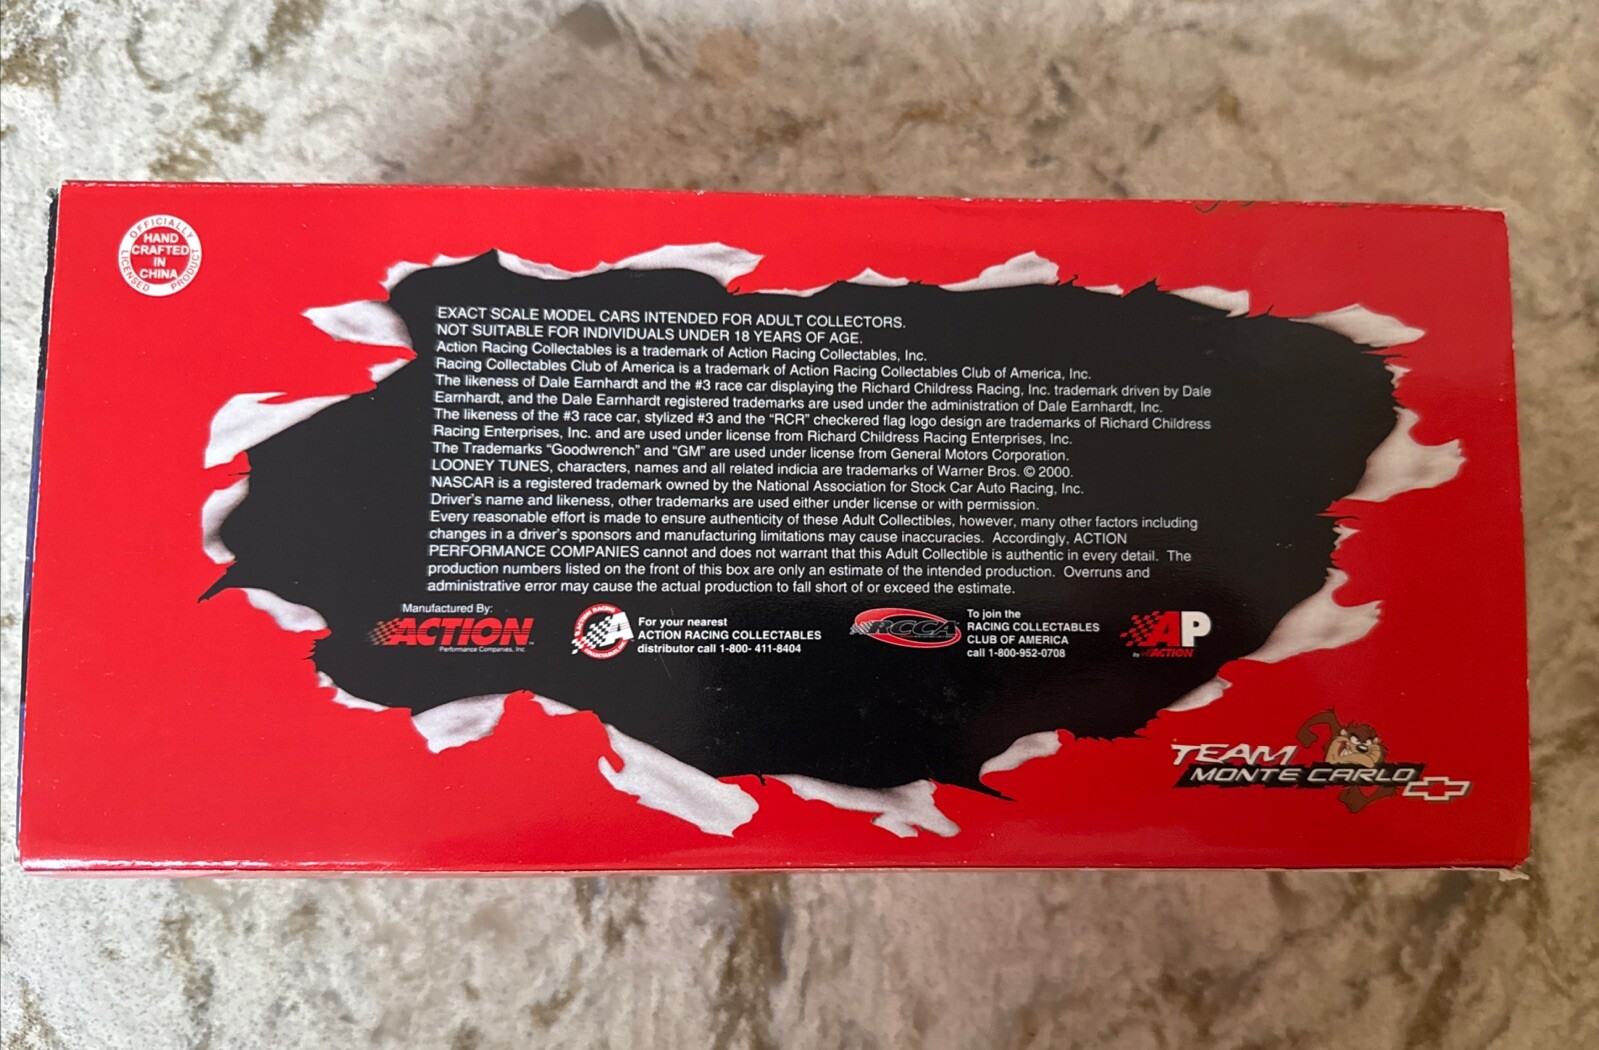 OFFICIALLY
LICENSED PRODUCT
HAND
CRAFTED
IN
CHINA
EXACT SCALE MODEL CARS INTENDED FOR ADULT COLLECTORS.
NOT SUITABLE FOR INDIVIDUALS UNDER 18 YEARS OF AGE.
Action Racing Collectables is a trademark of Action Racing Collectables, Inc.
Racing Collectables Club of America is a trademark of Action Racing Collectables Club of America, Inc.
The likeness of Dale Earnhardt and the #3 race car displaying the Richard Childress Racing, Inc. trademark driven by Dale
Earnhardt, and the Dale Earnhardt registered trademarks are used under the administration of Dale Earnhardt, Inc.
The likeness of the #3 race car, stylized #3 and the “RCR” checkered flag logo design are trademarks of Richard Childress
Racing Enterprises, Inc. and are used under license from Richard Childress Racing Enterprises, Inc.
The Trademarks “Goodwrench” and “GM” are used under license from General Motors Corporation.
LOONEY TUNES, characters, names and all related indicia are trademarks of Warner Bros. © 2000.
NASCAR is a registered trademark owned by the National Association for Stock Car Auto Racing, Inc.
Driver's name and likeness, other trademarks are used either under license or with permission.
Every reasonable effort is made to ensure authenticity of these Adult Collectibles, however, many other factors including
changes in a driver's sponsors and manufacturing limitations may cause inaccuracies. Accordingly, ACTION
PERFORMANCE COMPANIES cannot and does not warrant that this Adult Collectible is authentic in every detail. The
production numbers listed on the front of this box are only an estimate of the intended production. Overruns and
administrative error may cause the actual production to fall short of or exceed the estimate.
Manufactured By:
ACTION
Performance Companies, Inc.
ACTION RACING
A
For your nearest
ACTION RACING COLLECTABLES
distributor call 1-800- 411-8404
RCCA
To join the
RACING COLLECTABLES
CLUB OF AMERICA
call 1-800-952-0708
AP
by ACTION
TEAM
MONTE CARLO